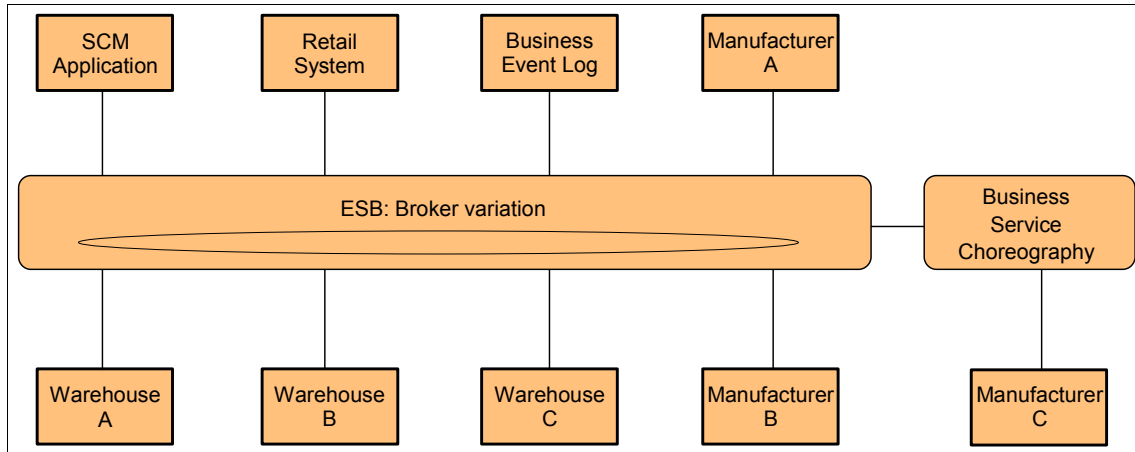 SCM
Application
Retail
System
Business
Event Log
Manufacturer
A
ESB: Broker variation
Business
Service
Choreography
Warehouse
A
Warehouse
B
Warehouse
C
Manufacturer
B
Manufacturer
C